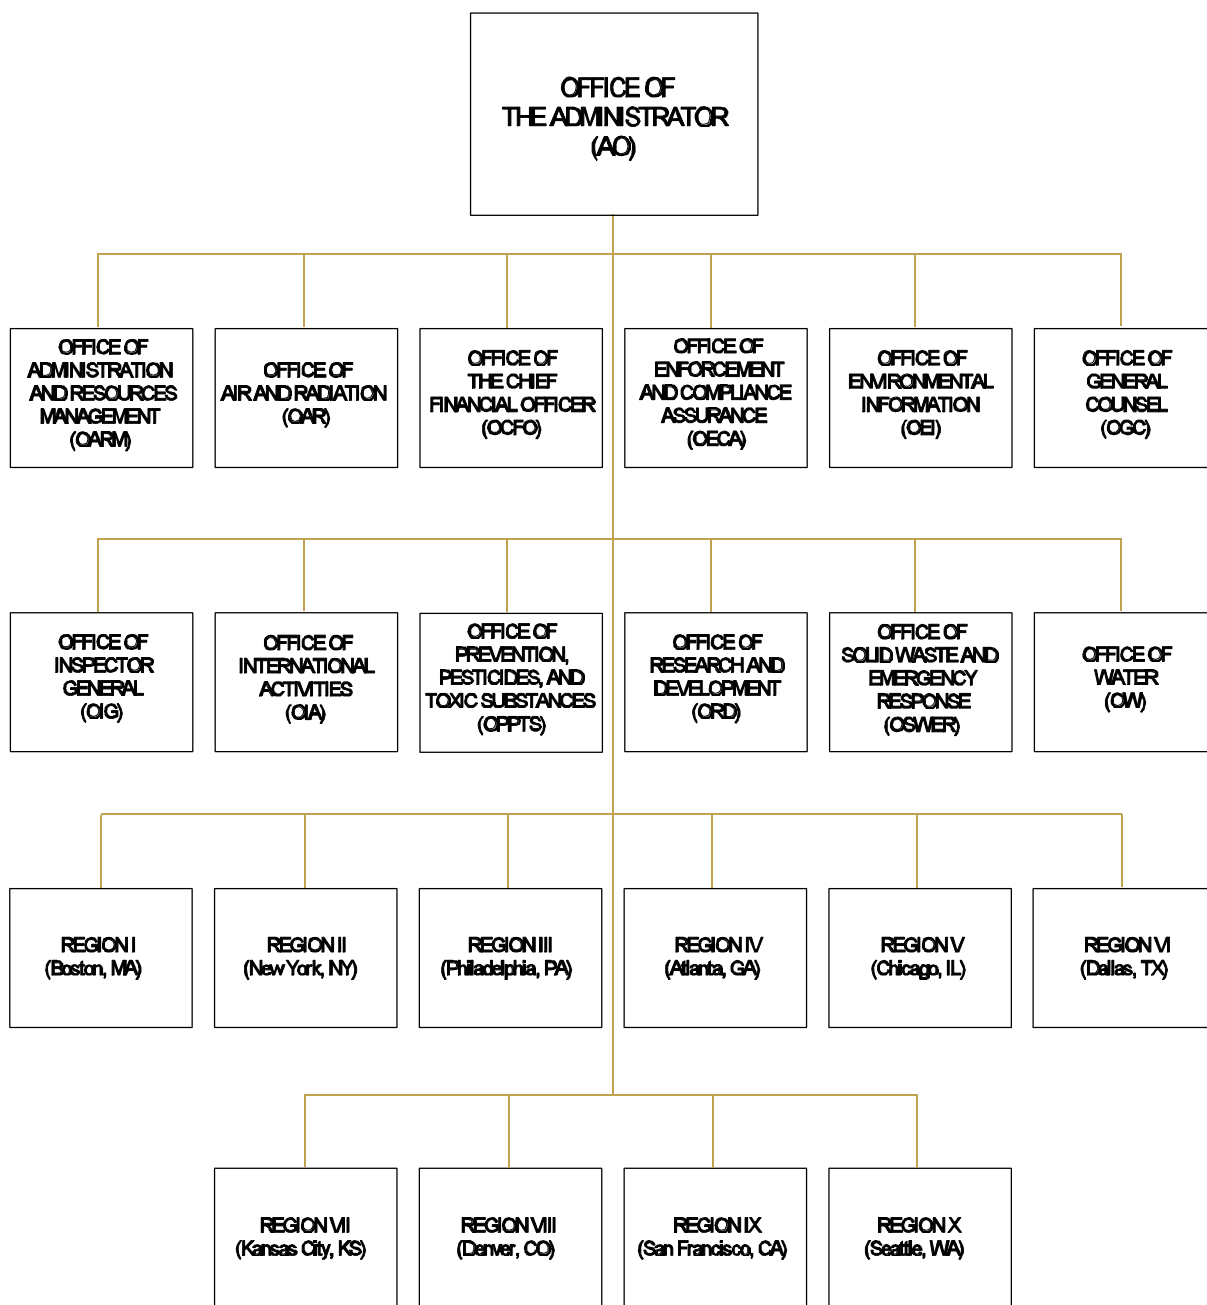 OFFICE OF
THE ADMINISTRATOR
(AO)
OFFICE OF
ADMINISTRATION
AND RESOURCES
MANAGEMENT
(OARM)
OFFICE OF
AIR AND RADIATION
(OAR)
OFFICE OF
THE CHIEF
FINANCIAL OFFICER
(OCFO)
OFFICE OF
ENFORCEMENT
AND COMPLIANCE
ASSURANCE
(OECA)
OFFICE OF
ENVIRONMENTAL
INFORMATION
(OEI)
OFFICE OF
GENERAL
COUNSEL
(OGC)
OFFICE OF
INSPECTOR
GENERAL
(OIG)
OFFICE OF
INTERNATIONAL
ACTIVITIES
(OIA)
OFFICE OF
PREVENTION,
PESTICIDES, AND
TOXIC SUBSTANCES
(OPPTS)
OFFICE OF
RESEARCH AND
DEVELOPMENT
(ORD)
OFFICE OF
SOLID WASTE AND
EMERGENCY
RESPONSE
(OSWER)
OFFICE OF
WATER
(OW)
REGION I
(Boston, MA)
REGION II
(New York, NY)
REGION III
(Philadelphia, PA)
REGION IV
(Atlanta, GA)
REGION V
(Chicago, IL)
REGION VI
(Dallas, TX)
REGION VII
(Kansas City, KS)
REGION VIII
(Denver, CO)
REGION IX
(San Francisco, CA)
REGION X
(Seattle, WA)